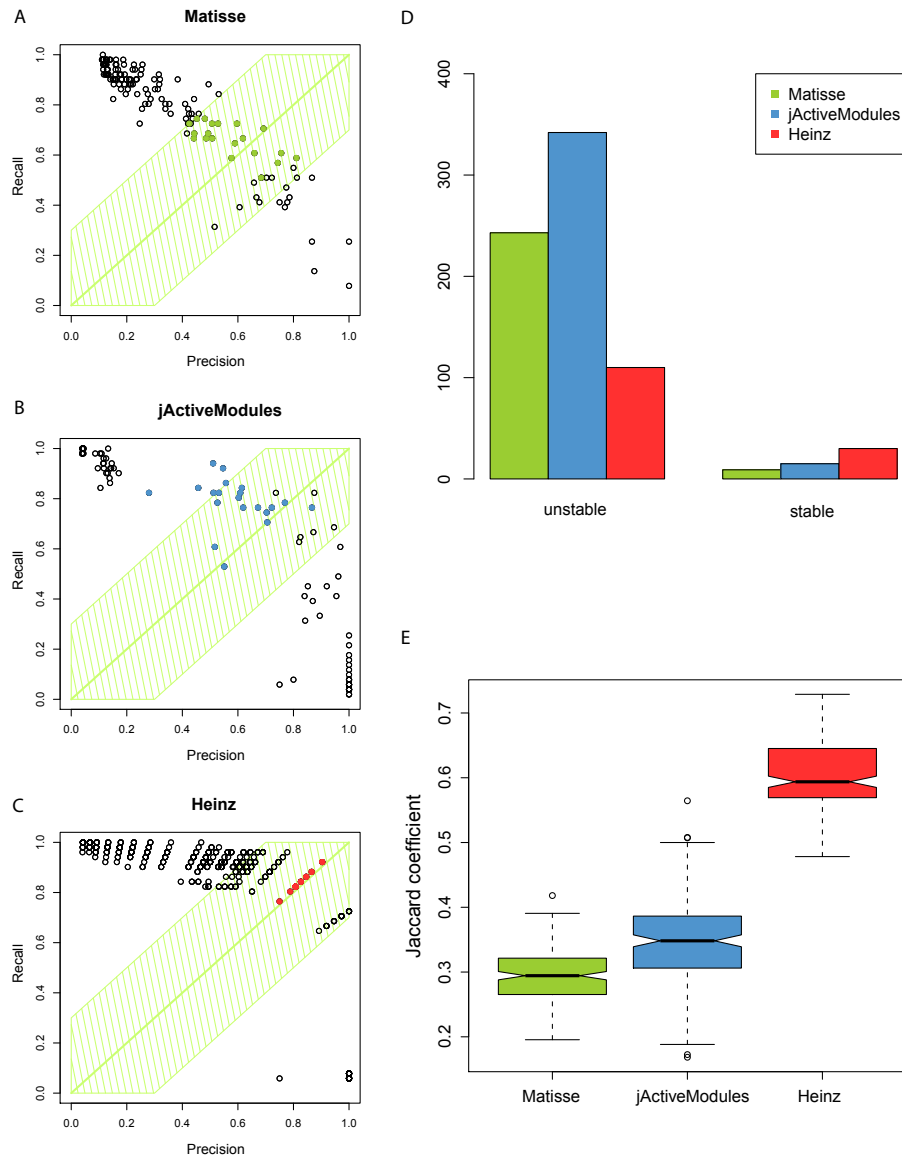 A
Matisse
1.0
0.8
0.6
0.4
0.2
0.0
Recall
0.0 0.2 0.4 0.6 0.8 1.0
Precision
B
jActiveModules
1.0
0.8
0.6
0.4
0.2
0.0
Recall
0.0 0.2 0.4 0.6 0.8 1.0
Precision
C
Heinz
1.0
0.8
0.6
0.4
0.2
0.0
Recall
0.0 0.2 0.4 0.6 0.8 1.0
Precision
D
400
300
200
100
0
Matisse
jActiveModules
Heinz
unstable stable
E
0.7
0.6
0.5
0.4
0.3
0.2
Jaccard coefficient
Matisse jActiveModules Heinz